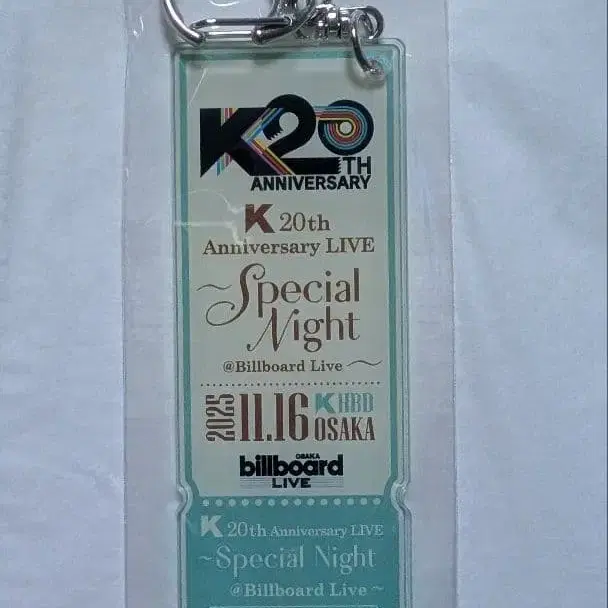 K20TH
ANNIVERSARY
K 20th
Anniversary LIVE
~Special
Night
@Billboard Live~
2025 11.16 K HBD
OSAKA
OSAKA
billboard
LIVE
K 20th Anniversary LIVE
~Special Night
@Billboard Live~